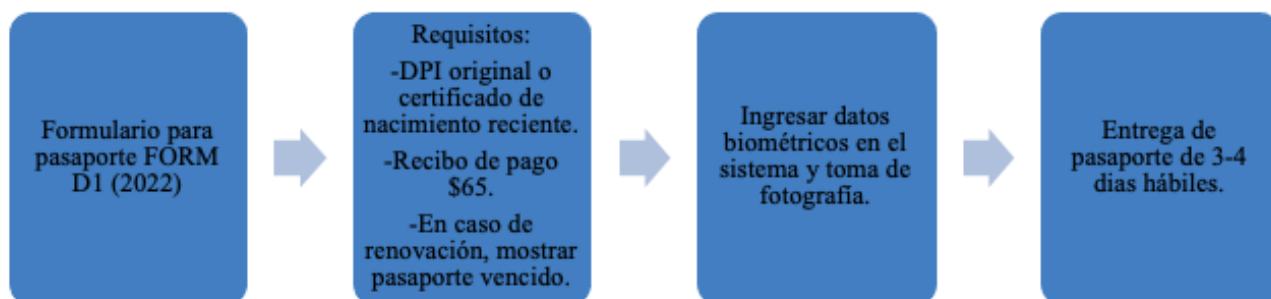 Formulario para
pasaporte FORM
D1 (2022)
Requisitos:
-DPI original o
certificado de
nacimiento reciente.
-Recibo de pago
$65.
-En caso de
renovación, mostrar
pasaporte vencido.
Ingresar datos
biométricos en el
sistema y toma de
fotografía.
Entrega de
pasaporte de 3-4
dias hábiles.